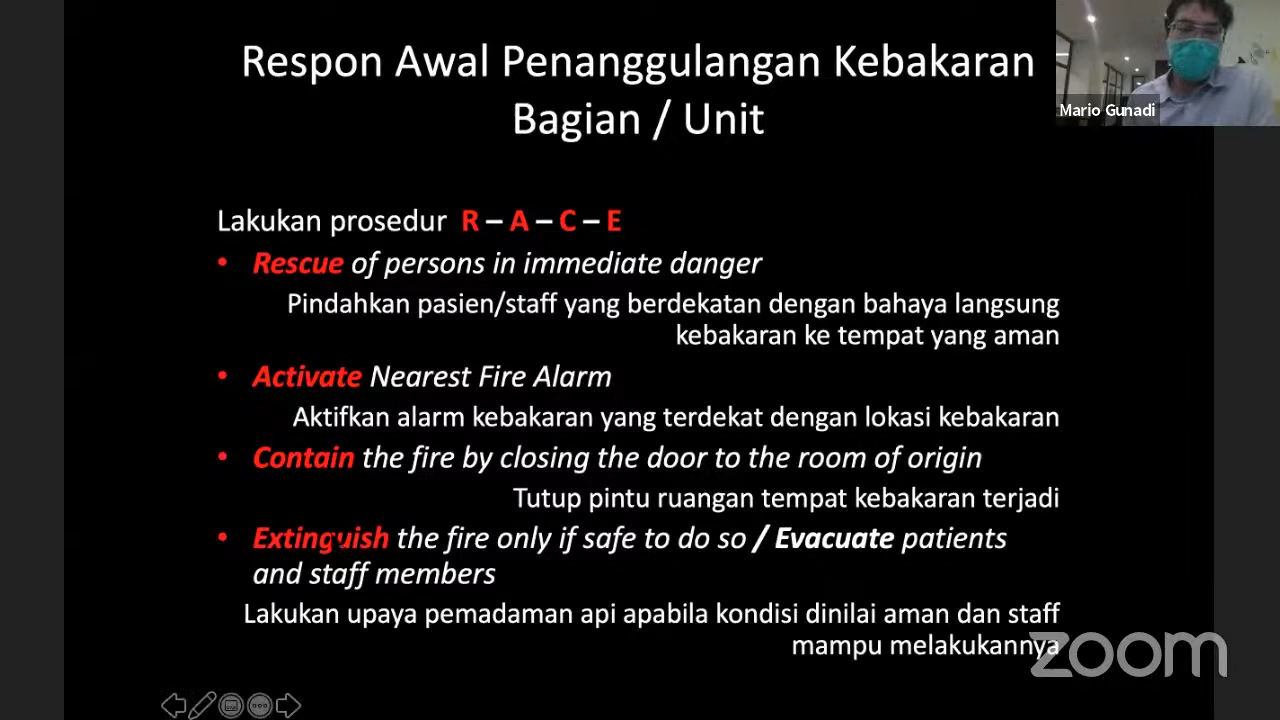 Respon Awal Penanggulangan Kebakaran
Bagian / Unit
Mario Gunadi
Lakukan prosedur R – A – C – E
• Rescue of persons in immediate danger
Pindahkan pasien/staff yang berdekatan dengan bahaya langsung
kebakaran ke tempat yang aman
• Activate Nearest Fire Alarm
Aktifkan alarm kebakaran yang terdekat dengan lokasi kebakaran
• Contain the fire by closing the door to the room of origin
Tutup pintu ruangan tempat kebakaran terjadi
• Extinguish the fire only if safe to do so / Evacuate patients
and staff members
Lakukan upaya pemadaman api apabila kondisi dinilai aman dan staff
mampu melakukannya
zoom